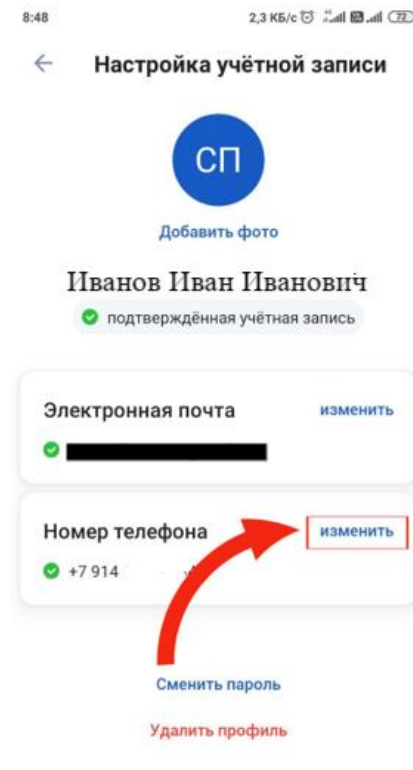 8:48 2,3 КБ/с 72
Настройка учётной записи
СП
Добавить фото
Иванов Иван Иванович
подтверждённая учётная запись
Электронная почта изменить
Номер телефона изменить
+7 914
Сменить пароль
Удалить профиль